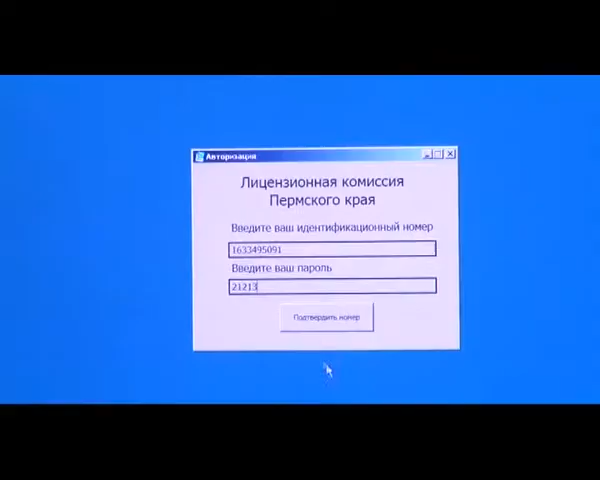 Авторизация
Лицензионная комиссия
Пермского края
Введите ваш идентификационный номер
1633495091
Введите ваш пароль
21213
Подтвердить номер